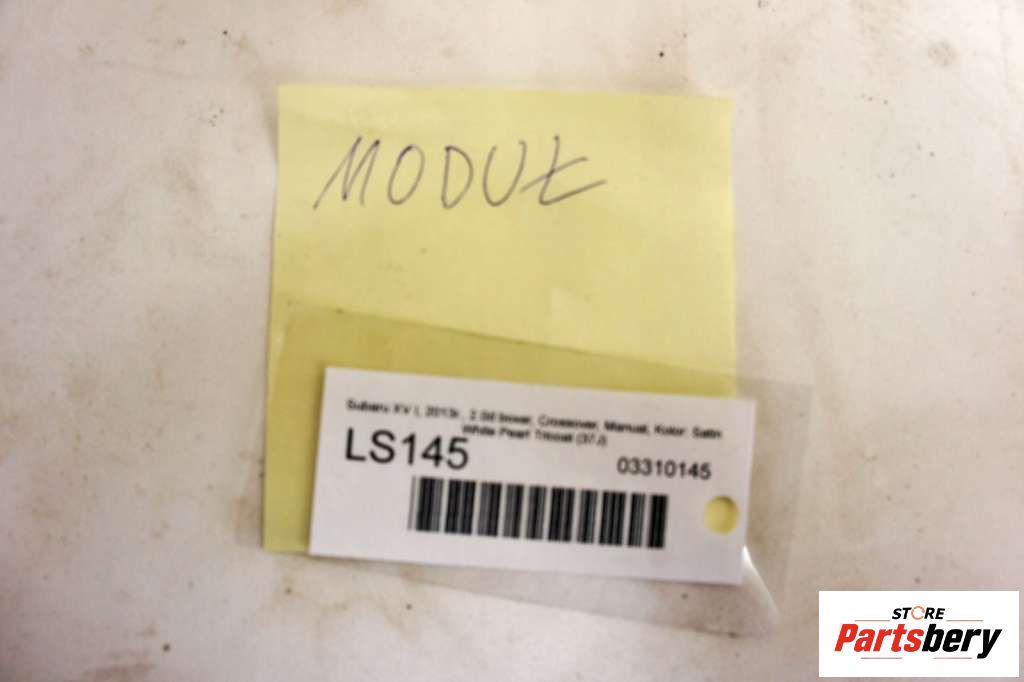 MODUŁ
Subaru XV I, 2013r., 2.0d boxer, Crossover, Manual, Kolor: Satin
White Pearl Tricoat (37J)
LS145
03310145
STORE
Partsbery